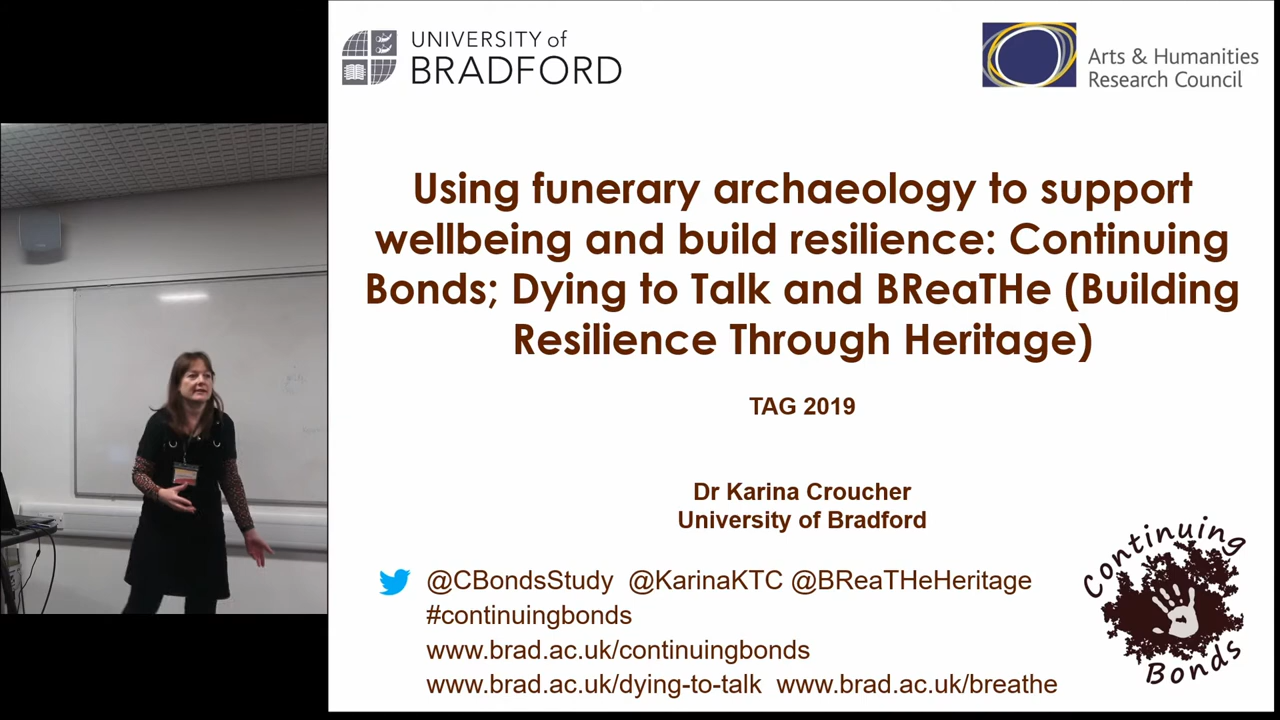 UNIVERSITY of
BRADFORD
Arts & Humanities
Research Council
Using funerary archaeology to support
wellbeing and build resilience: Continuing
Bonds; Dying to Talk and BReaTHe (Building
Resilience Through Heritage)
TAG 2019
Dr Karina Croucher
University of Bradford
@CBondsStudy @KarinaKTC @BReaTHeHeritage
#continuingbonds
www.brad.ac.uk/continuingbonds
www.brad.ac.uk/dying-to-talk www.brad.ac.uk/breathe
Continuing
Bonds